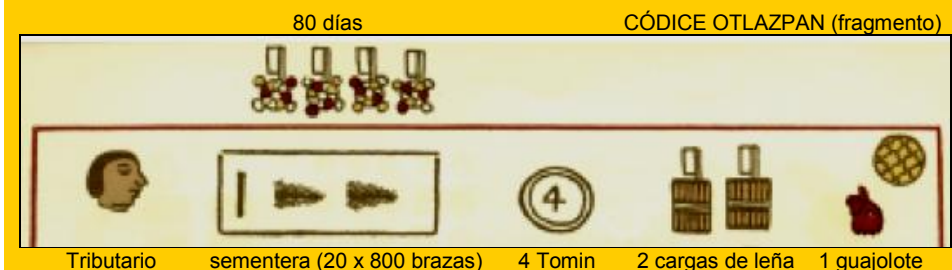 80 días CÓDICE OTLAZPAN (fragmento)
4
Tributario sementera (20 x 800 brazas) 4 Tomin 2 cargas de leña 1 guajolote